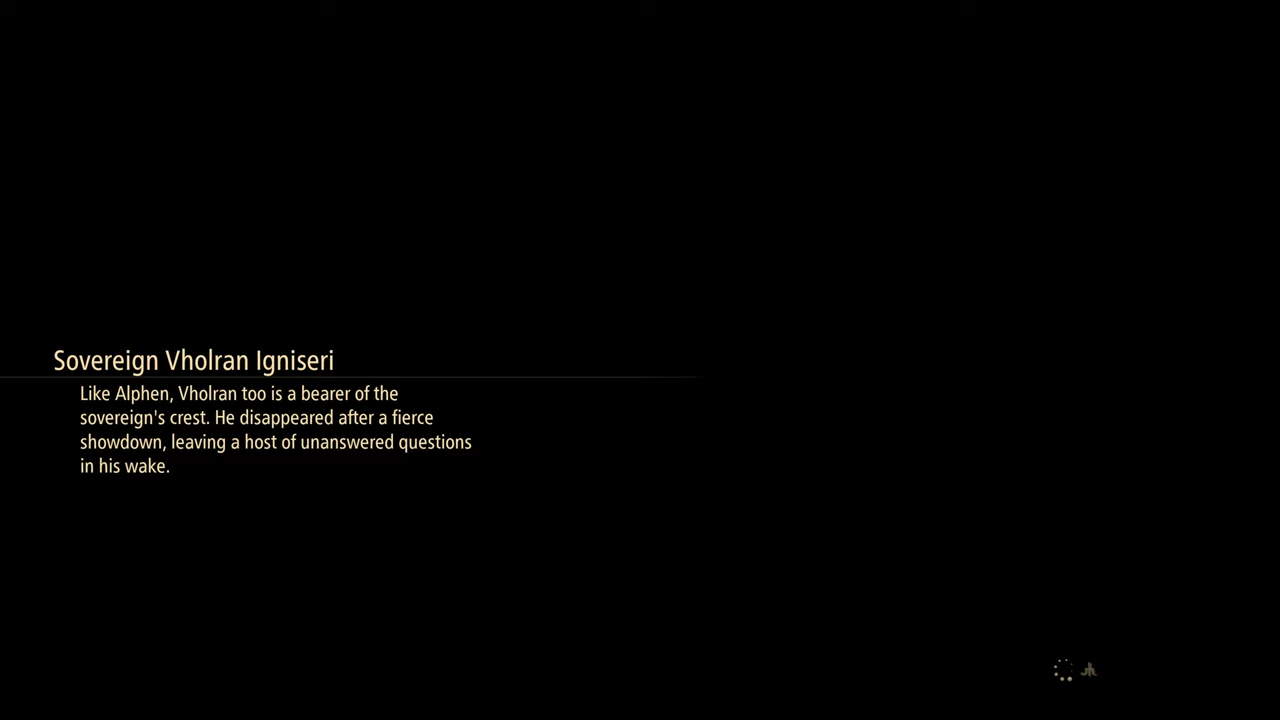 Sovereign Vholran Igniseri
Like Alphen, Vholran too is a bearer of the
sovereign's crest. He disappeared after a fierce
showdown, leaving a host of unanswered questions
in his wake.